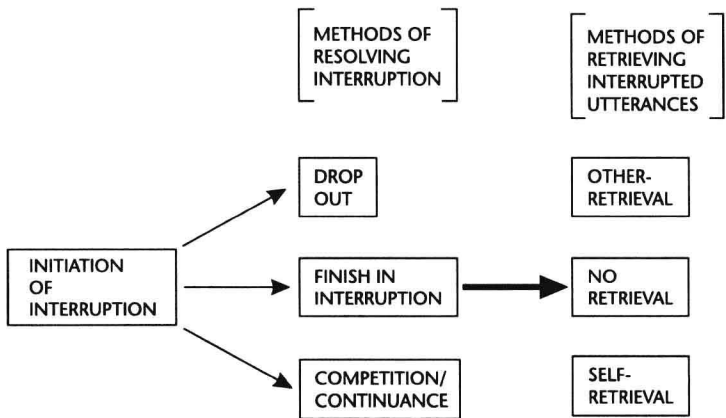 METHODS OF
RESOLVING
INTERRUPTION
METHODS OF
RETRIEVING
INTERRUPTED
UTTERANCES
DROP
OUT
OTHER-
RETRIEVAL
INITIATION
OF
INTERRUPTION
FINISH IN
INTERRUPTION
NO
RETRIEVAL
COMPETITION/
CONTINUANCE
SELF-
RETRIEVAL